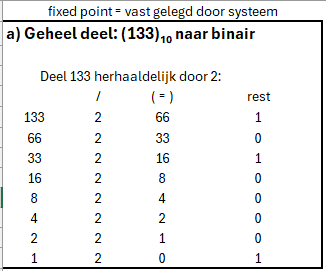 fixed point = vast gelegd door systeem
a) Geheel deel: (133)₁₀ naar binair
Deel 133 herhaaldelijk door 2:
/ ( = ) rest
133 2 66 1
66 2 33 0
33 2 16 1
16 2 8 0
8 2 4 0
4 2 2 0
2 2 1 0
1 2 0 1